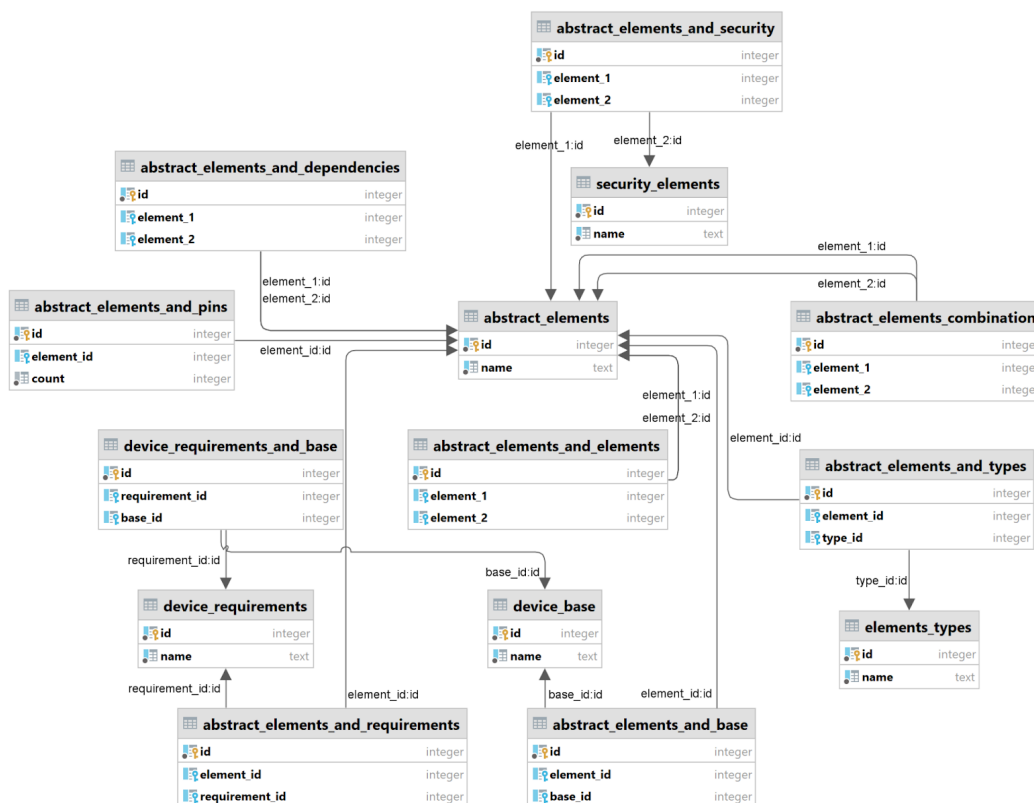 abstract_elements_and_security
id integer
element_1 integer
element_2 integer
element_1:id
element_2:id
abstract_elements_and_dependencies
id integer
element_1 integer
element_2 integer
security_elements
id integer
name text
element_1:id
element_2:id
element_1:id
element_2:id
abstract_elements_and_pins
id integer
element_id integer
count integer
element_id:id
abstract_elements
id integer
name text
abstract_elements_combination
id integer
element_1 integer
element_2 integer
element_1:id
element_2:id
device_requirements_and_base
id integer
requirement_id integer
base_id integer
abstract_elements_and_elements
id integer
element_1 integer
element_2 integer
element_id:id
abstract_elements_and_types
id integer
element_id integer
type_id integer
requirement_id:id
base_id:id
type_id:id
device_requirements
id integer
name text
device_base
id integer
name text
elements_types
id integer
name text
requirement_id:id
element_id:id
base_id:id
element_id:id
abstract_elements_and_requirements
id integer
element_id integer
requirement_id integer
abstract_elements_and_base
id integer
element_id integer
base_id integer